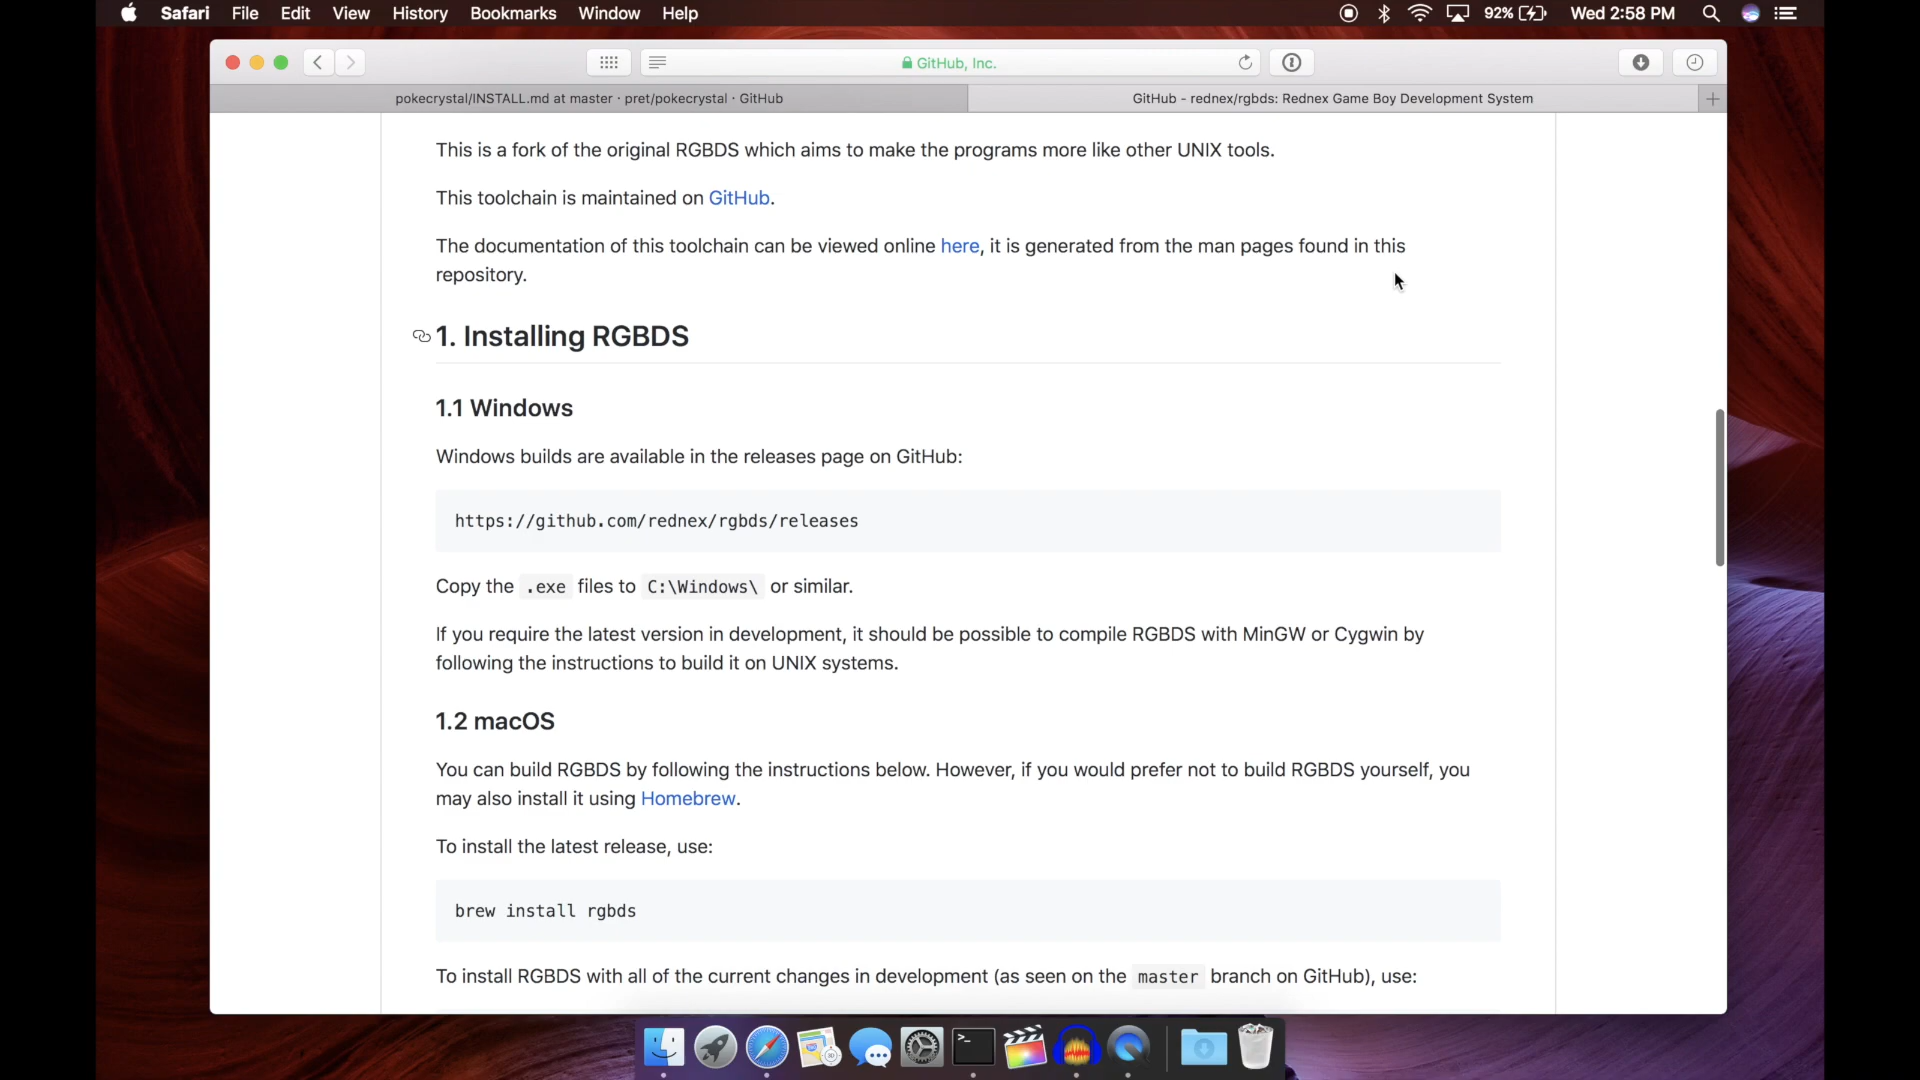 Safari File Edit View History Bookmarks Window Help 92% Wed 2:58 PM
GitHub, Inc.
pokecrystal/INSTALL.md at master · pret/pokecrystal · GitHub
GitHub - rednex/rgbds: Rednex Game Boy Development System
This is a fork of the original RGBDS which aims to make the programs more like other UNIX tools.
This toolchain is maintained on GitHub.
The documentation of this toolchain can be viewed online here, it is generated from the man pages found in this
repository.
1. Installing RGBDS
1.1 Windows
Windows builds are available in the releases page on GitHub:
https://github.com/rednex/rgbds/releases
Copy the .exe files to C:\Windows\ or similar.
If you require the latest version in development, it should be possible to compile RGBDS with MinGW or Cygwin by
following the instructions to build it on UNIX systems.
1.2 macOS
You can build RGBDS by following the instructions below. However, if you would prefer not to build RGBDS yourself, you
may also install it using Homebrew.
To install the latest release, use:
brew install rgbds
To install RGBDS with all of the current changes in development (as seen on the master branch on GitHub), use: